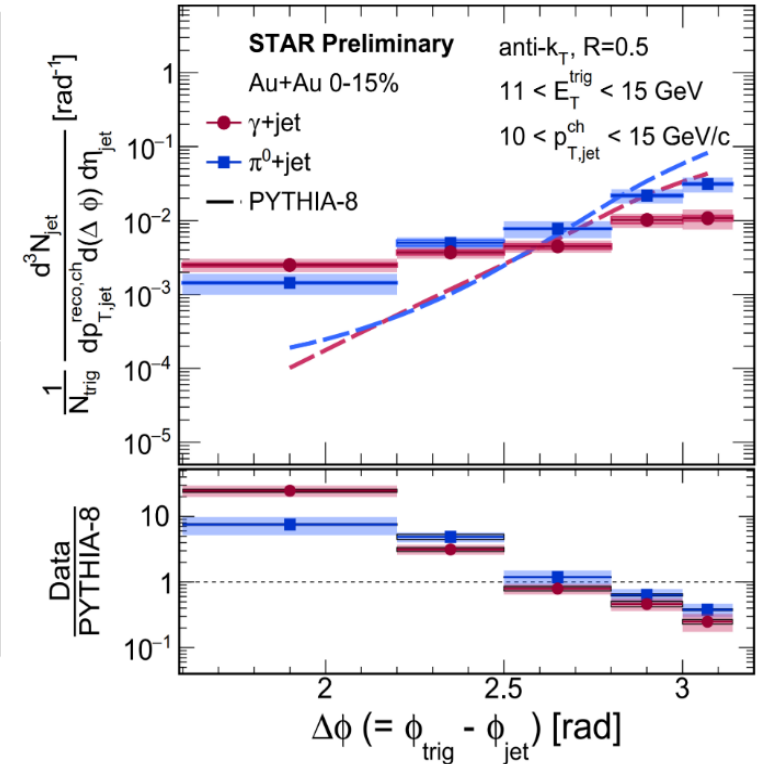 STAR Preliminary
Au+Au 0-15%
γ+jet
π⁰+jet
PYTHIA-8
anti-k_T, R=0.5
11 < E_T^trig < 15 GeV
10 < p_T,jet^ch < 15 GeV/c
1
10⁻¹
10⁻²
10⁻³
10⁻⁴
10⁻⁵
1/N_trig d³N_jet/dp_T,jet^reco,ch d(Δ ϕ) dη_jet [rad⁻¹]
10
1
10⁻¹
Data
PYTHIA-8
2 2.5 3
Δϕ (= ϕ_trig - ϕ_jet) [rad]